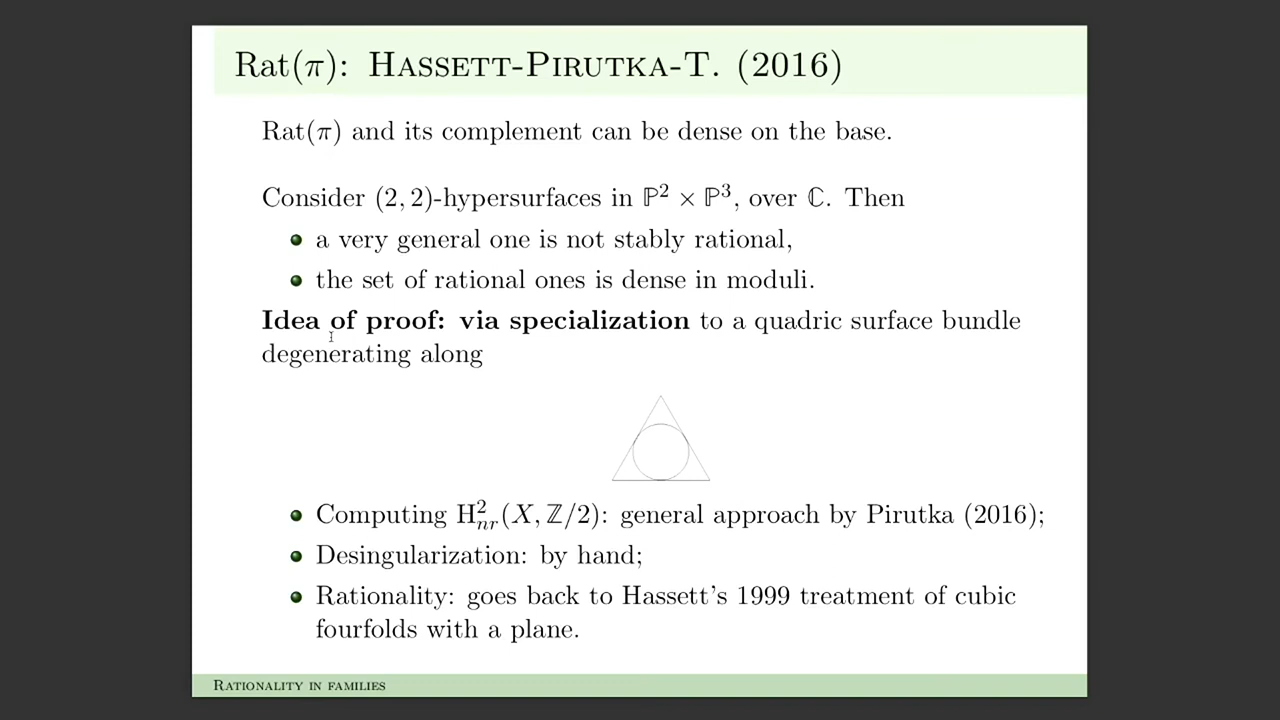 Rat(π): Hassett-Pirutka-T. (2016)
Rat(π) and its complement can be dense on the base.
Consider (2, 2)-hypersurfaces in ℙ² × ℙ³, over ℂ. Then
a very general one is not stably rational,
the set of rational ones is dense in moduli.
Idea of proof: via specialization to a quadric surface bundle
degenerating along
Computing H²ₙᵣ(X, ℤ/2): general approach by Pirutka (2016);
Desingularization: by hand;
Rationality: goes back to Hassett's 1999 treatment of cubic
fourfolds with a plane.
Rationality in families